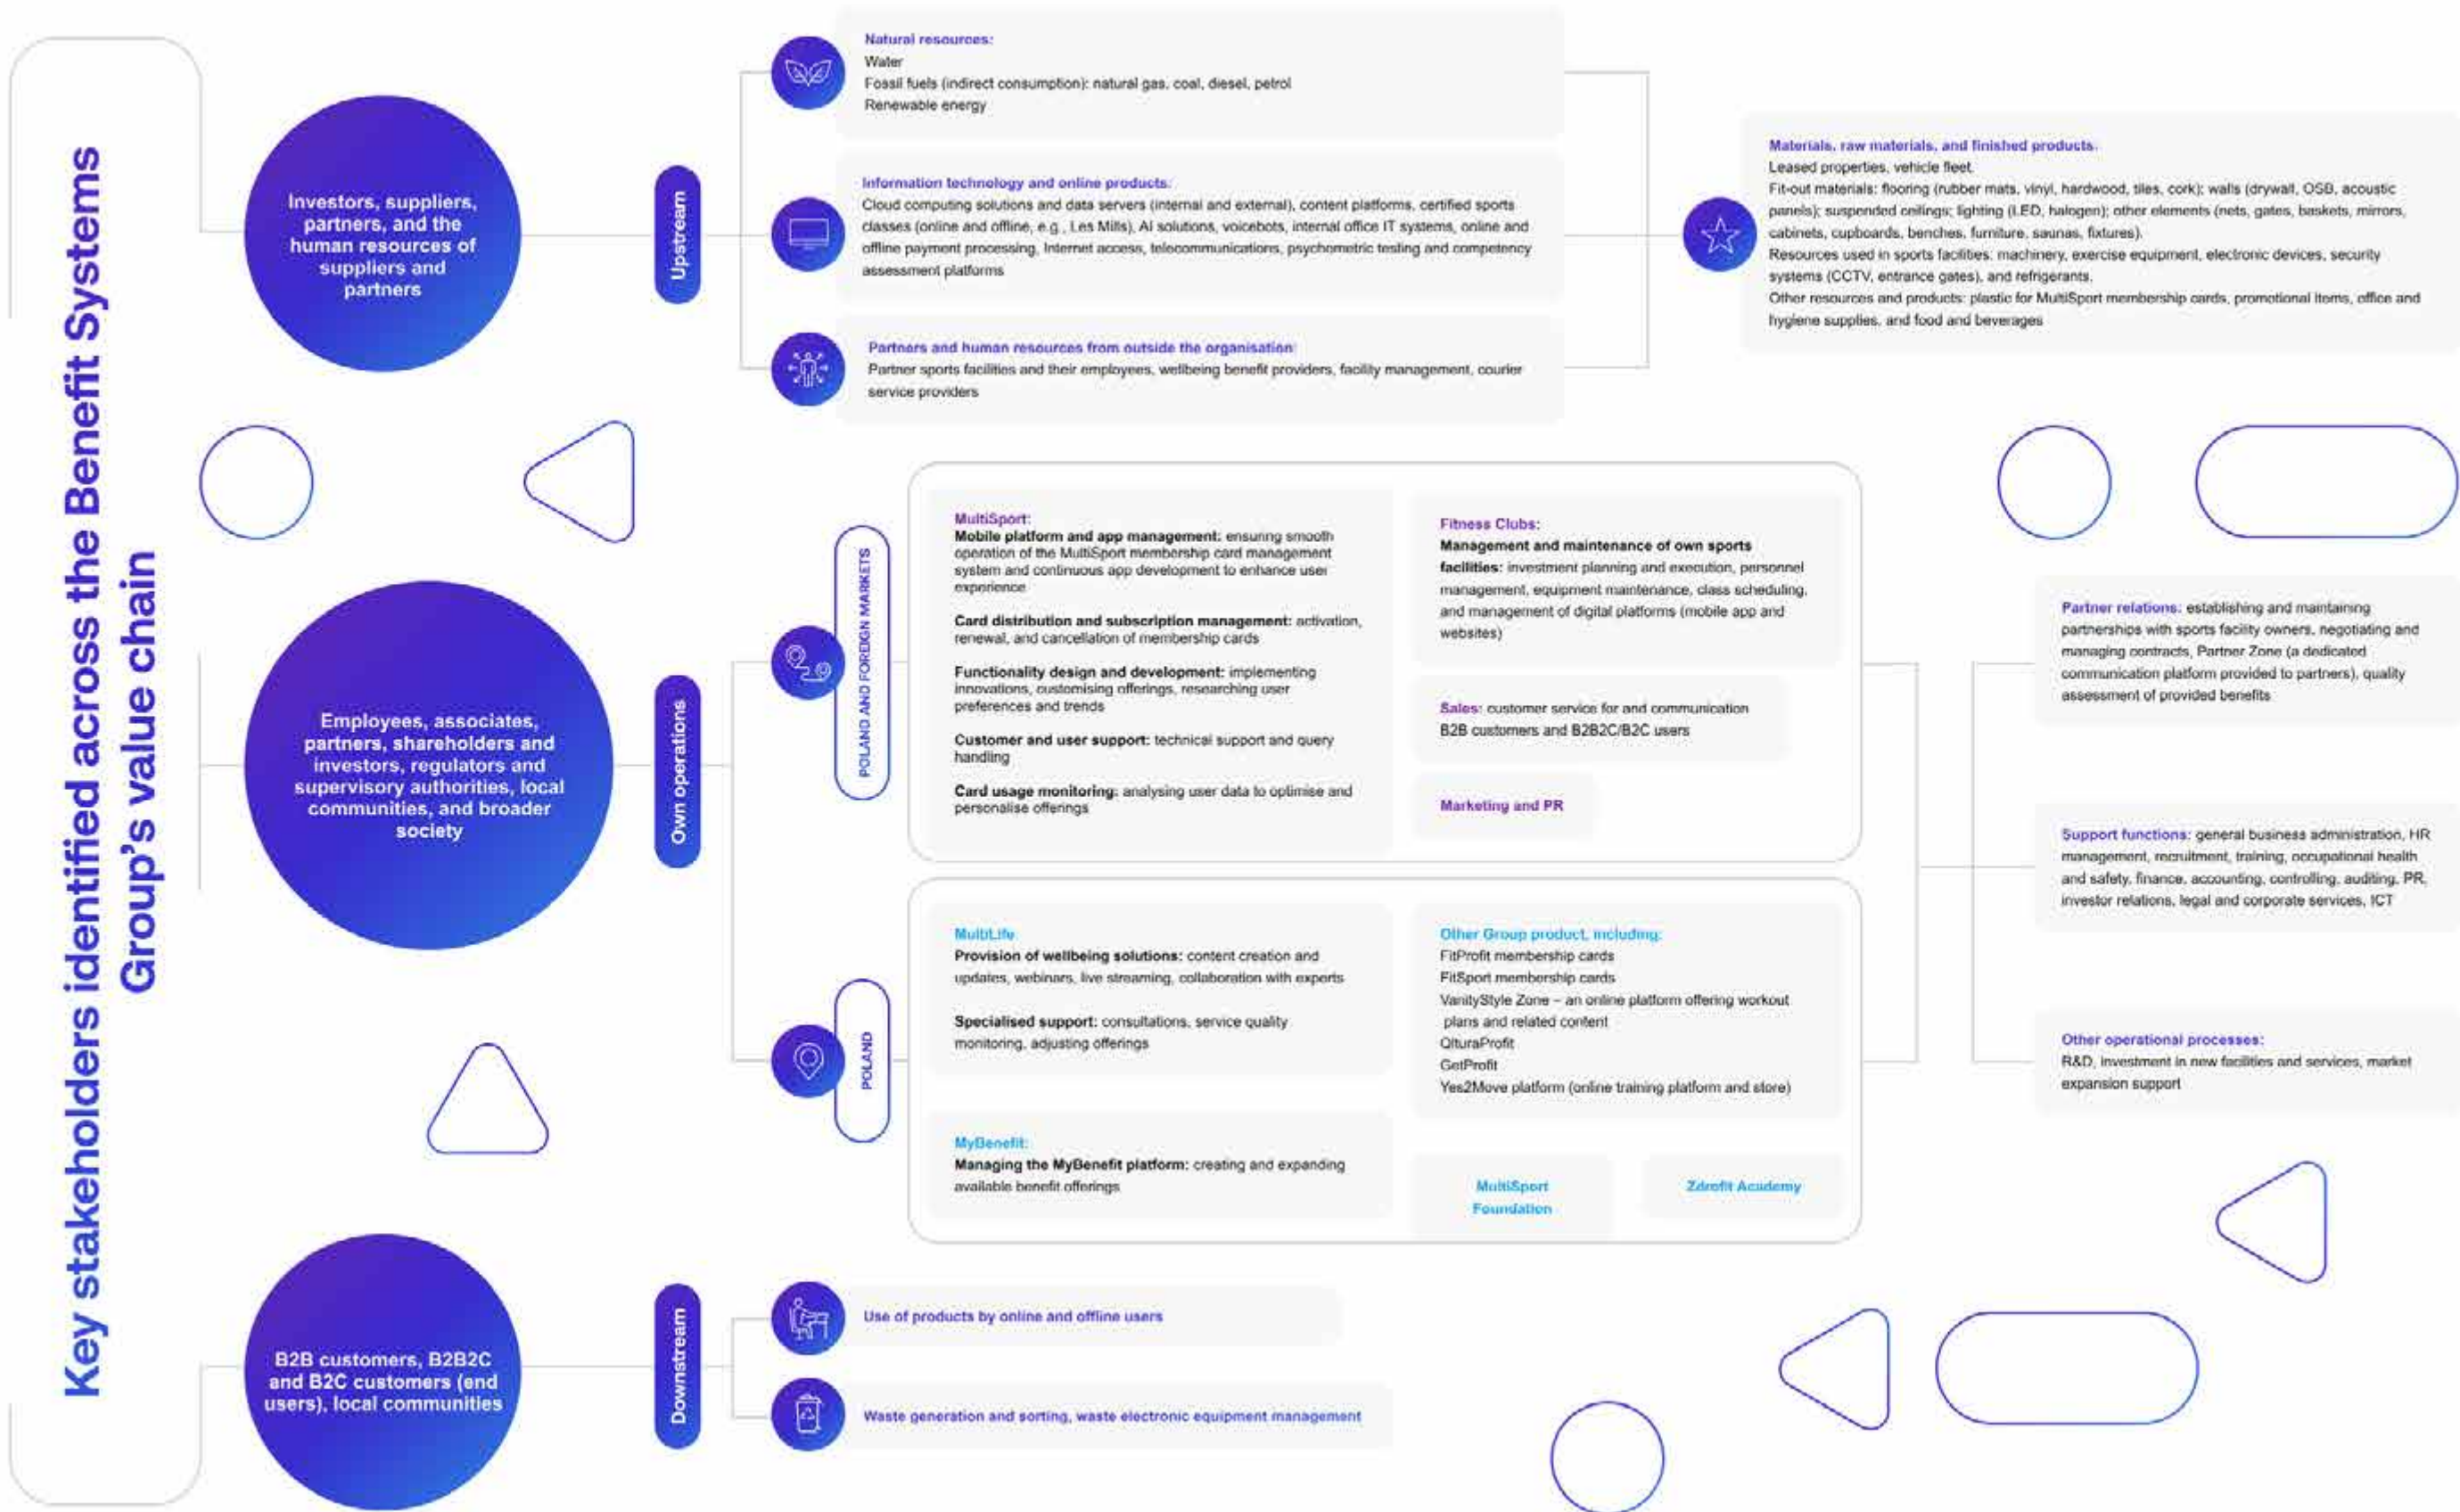 Key stakeholders identified across the Benefit Systems
Group's value chain
Investors, suppliers,
partners, and the
human resources of
suppliers and
partners
Upstream
Natural resources:
Water
Fossil fuels (indirect consumption): natural gas, coal, diesel, petrol
Renewable energy
Information technology and online products:
Cloud computing solutions and data servers (internal and external), content platforms, certified sports
classes (online and offline, e.g., Les Mills), AI solutions, voicebots, internal office IT systems, online and
offline payment processing, Internet access, telecommunications, psychometric testing and competency
assessment platforms
Partners and human resources from outside the organisation:
Partner sports facilities and their employees, wellbeing benefit providers, facility management, courier
service providers
Materials, raw materials, and finished products:
Leased properties, vehicle fleet.
Fit-out materials: flooring (rubber mats, vinyl, hardwood, tiles, cork); walls (drywall, OSB, acoustic
panels); suspended ceilings; lighting (LED, halogen); other elements (nets, gates, baskets, mirrors,
cabinets, cupboards, benches, furniture, saunas, fixtures).
Resources used in sports facilities: machinery, exercise equipment, electronic devices, security
systems (CCTV, entrance gates), and refrigerants.
Other resources and products: plastic for MultiSport membership cards, promotional items, office and
hygiene supplies, and food and beverages
Employees, associates,
partners, shareholders and
investors, regulators and
supervisory authorities, local
communities, and broader
society
Own operations
POLAND AND FOREIGN MARKETS
MultiSport:
Mobile platform and app management: ensuring smooth
operation of the MultiSport membership card management
system and continuous app development to enhance user
experience
Card distribution and subscription management: activation,
renewal, and cancellation of membership cards
Functionality design and development: implementing
innovations, customising offerings, researching user
preferences and trends
Customer and user support: technical support and query
handling
Card usage monitoring: analysing user data to optimise and
personalise offerings
Fitness Clubs:
Management and maintenance of own sports
facilities: investment planning and execution, personnel
management, equipment maintenance, class scheduling,
and management of digital platforms (mobile app and
websites)
Sales: customer service for and communication
B2B customers and B2B2C/B2C users
Marketing and PR
POLAND
MultiLife:
Provision of wellbeing solutions: content creation and
updates, webinars, live streaming, collaboration with experts
Specialised support: consultations, service quality
monitoring, adjusting offerings
MyBenefit:
Managing the MyBenefit platform: creating and expanding
available benefit offerings
Other Group product, including:
FitProfit membership cards
FitSport membership cards
VanityStyle Zone – an online platform offering workout
plans and related content
QlturaProfit
GetProfit
Yes2Move platform (online training platform and store)
MultiSport
Foundation
Zdrofit Academy
Partner relations: establishing and maintaining
partnerships with sports facility owners, negotiating and
managing contracts, Partner Zone (a dedicated
communication platform provided to partners), quality
assessment of provided benefits
Support functions: general business administration, HR
management, recruitment, training, occupational health
and safety, finance, accounting, controlling, auditing, PR,
investor relations, legal and corporate services, ICT
Other operational processes:
R&D, investment in new facilities and services, market
expansion support
B2B customers, B2B2C
and B2C customers (end
users), local communities
Downstream
Use of products by online and offline users
Waste generation and sorting, waste electronic equipment management